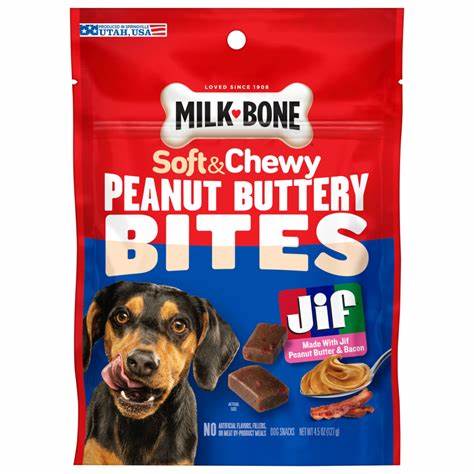 PRODUCED IN SPRINGVILLE
UTAH, USA
LOVED SINCE 1908
MILK-BONE
Soft&Chewy
PEANUT BUTTERY
BITES
Jif
Made With Jif
Peanut Butter & Bacon
ACTUAL
SIZE
NO ARTIFICIAL FLAVORS, FILLERS,
OR MEAT BY-PRODUCT MEALS
DOG SNACKS NET WT 4.5 OZ (127g)